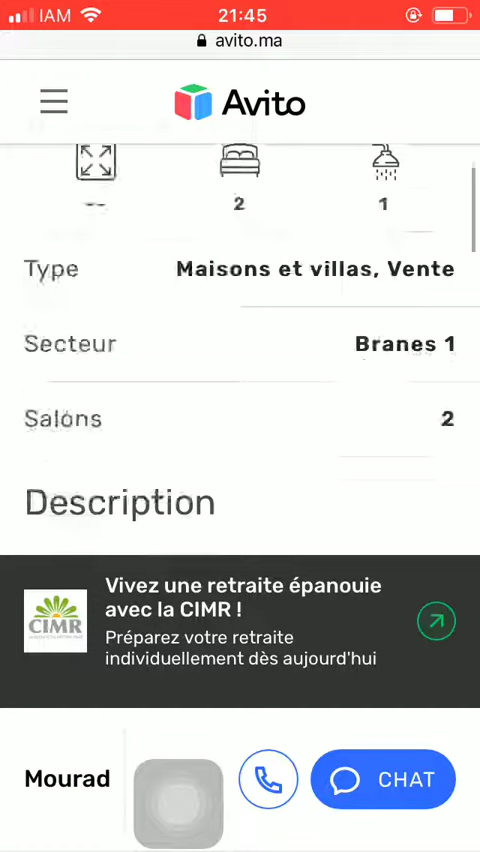 IAM 21:45
avito.ma
Avito
2 1
Type Maisons et villas, Vente
Secteur Branes 1
Salons 2
Description
Vivez une retraite épanouie
avec la CIMR !
CIMR
Préparez votre retraite
individuellement dès aujourd'hui
Mourad CHAT